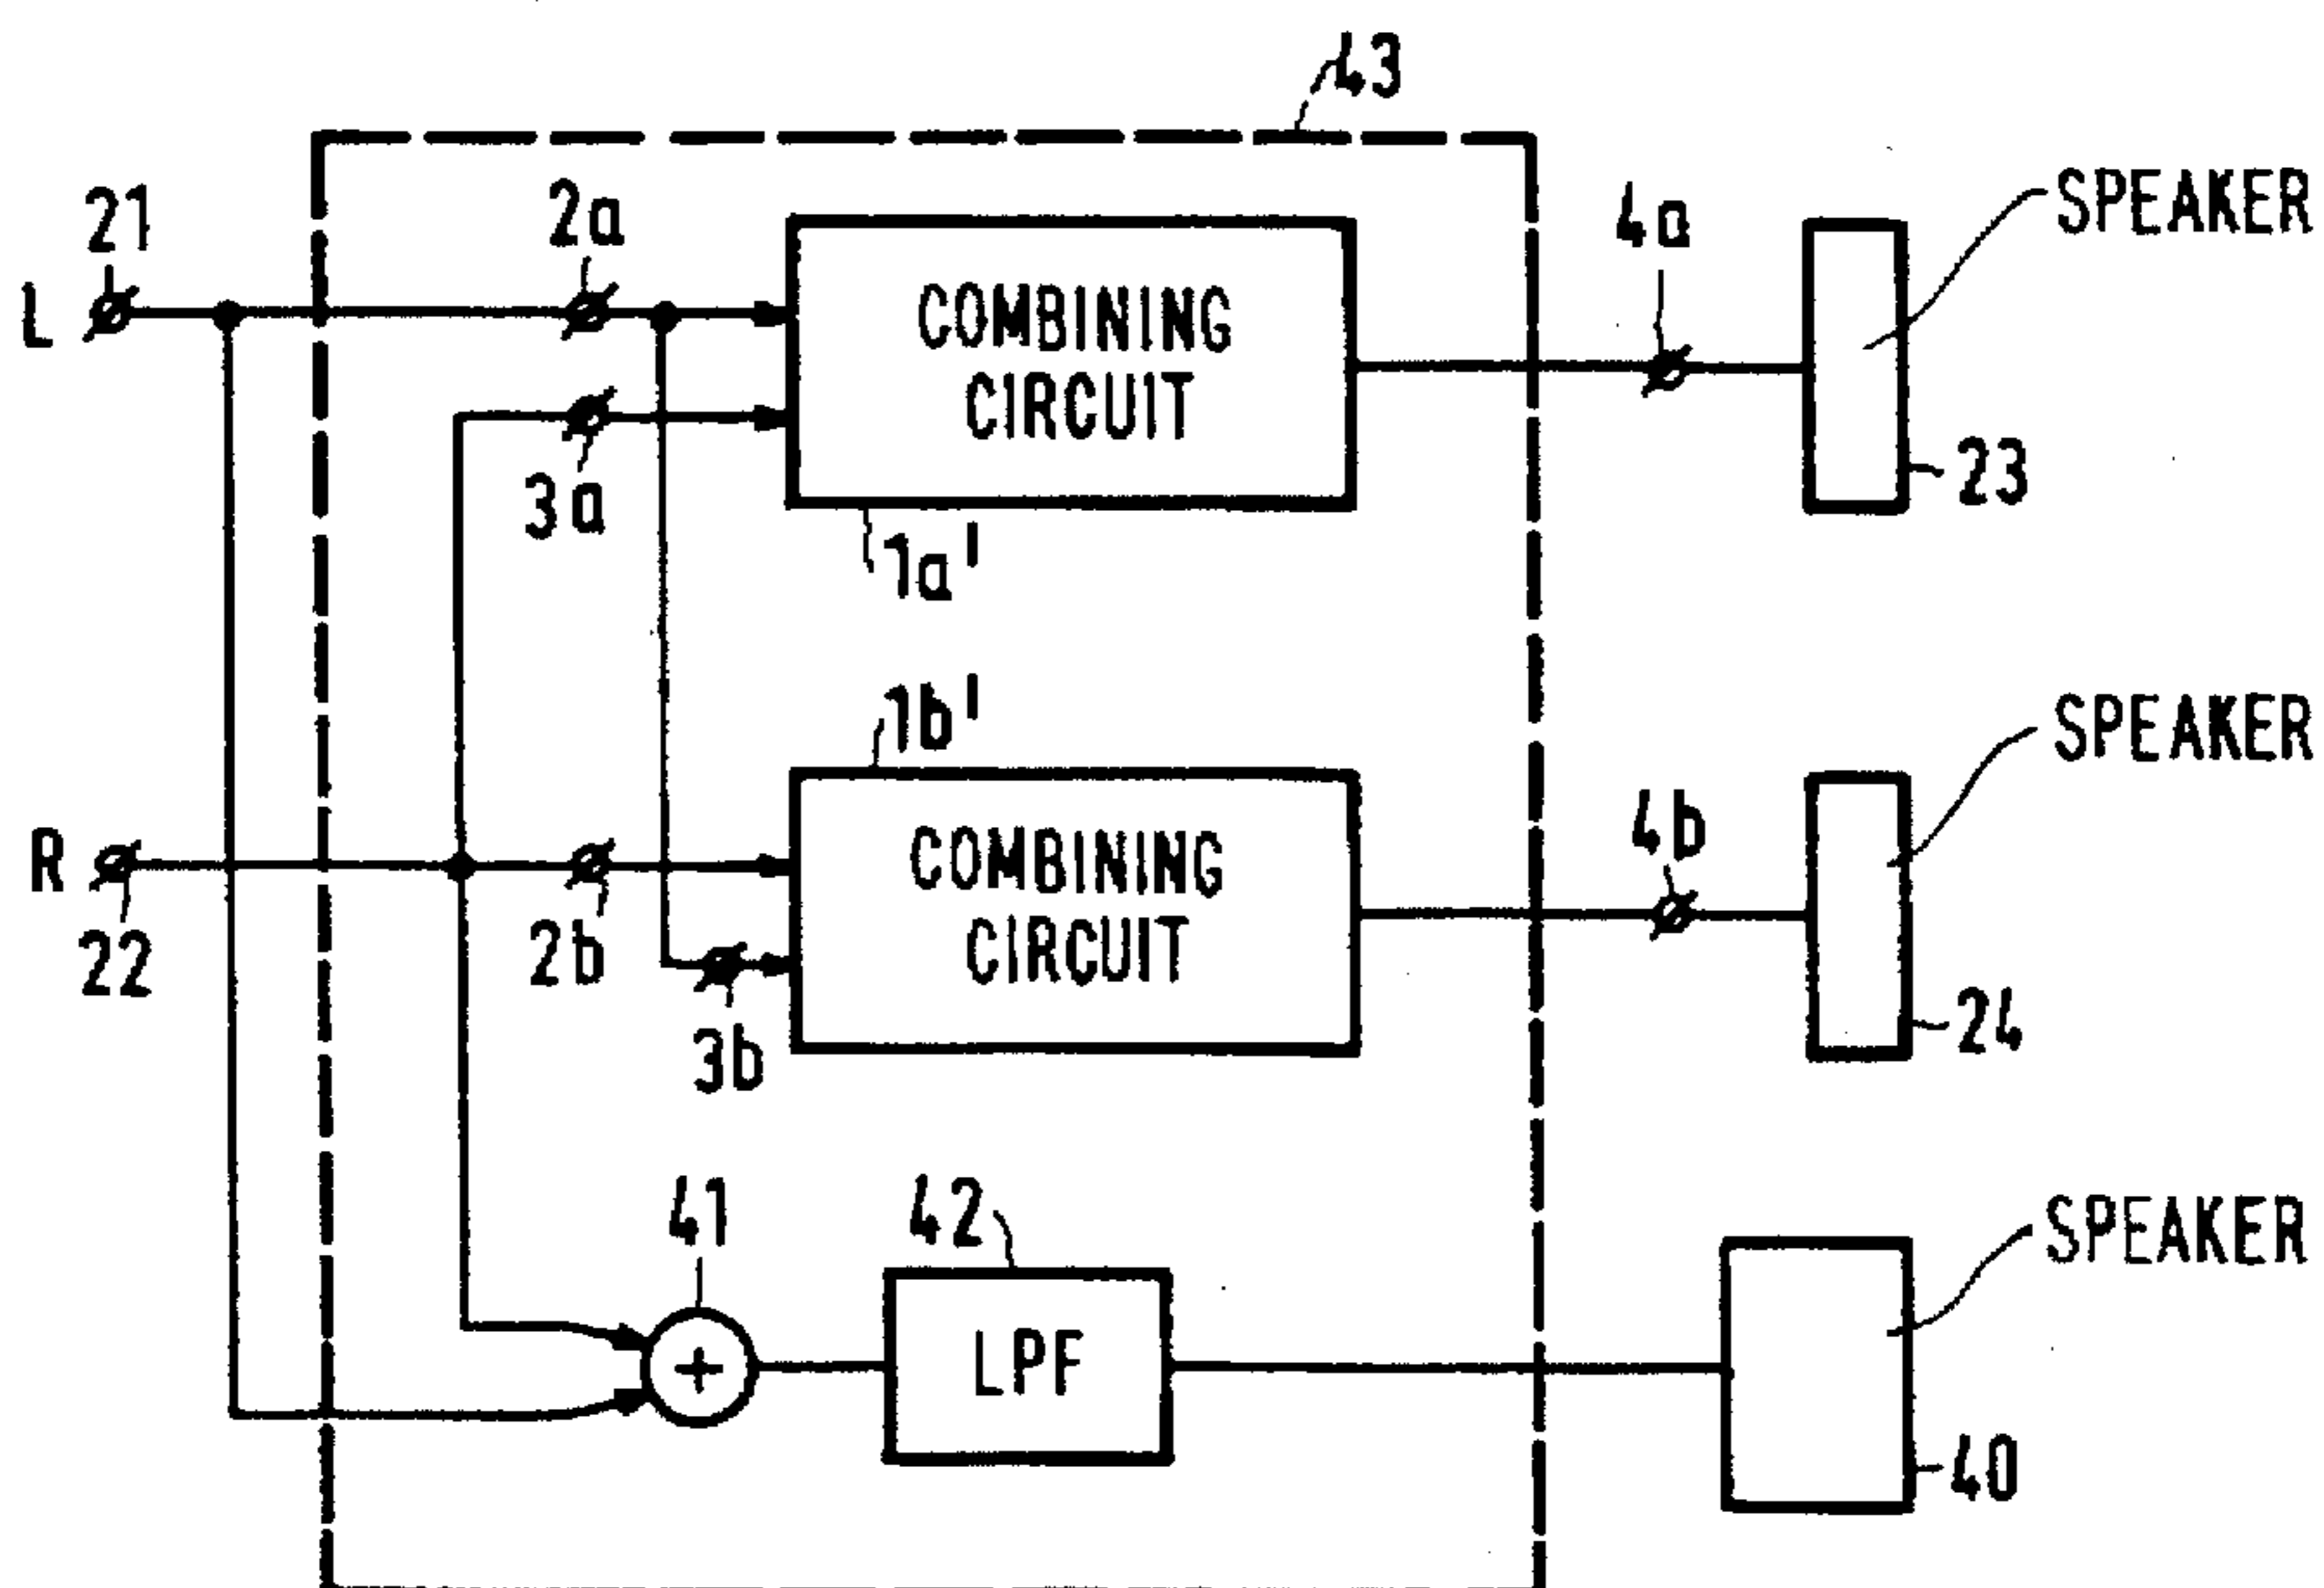 43
SPEAKER
21
2a
4a
L
COMBINING
CIRCUIT
3a
23
1a'
1b'
SPEAKER
R
4b
COMBINING
CIRCUIT
22
2b
24
3b
41
42
SPEAKER
+
LPF
40